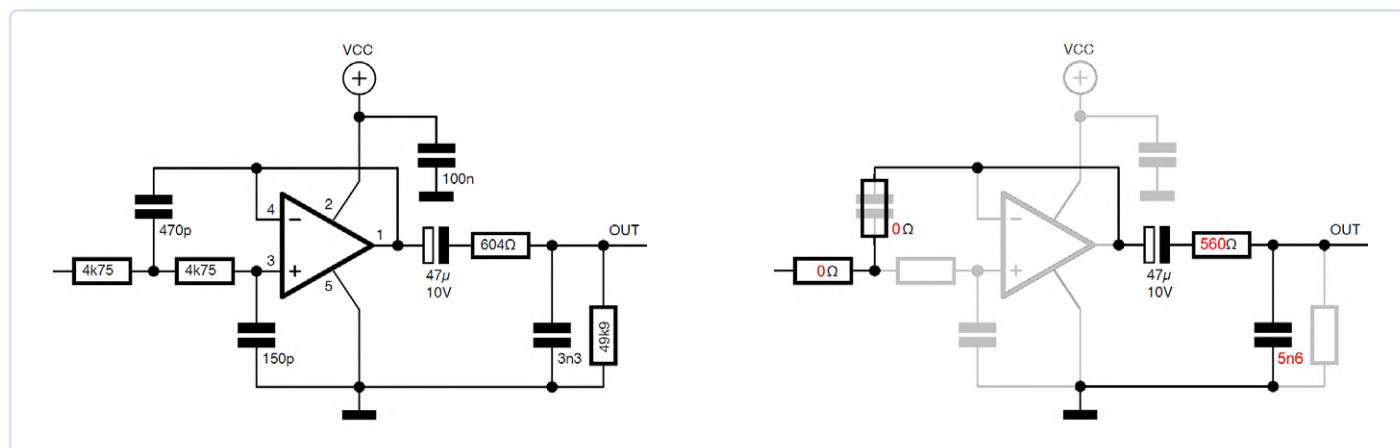 VCC
100n
470p
4
2
1
3
5
4k75
4k75
150p
604Ω
OUT
47µ
10V
3n3
49k9
VCC
0Ω
0Ω
560Ω
OUT
47µ
10V
5n6